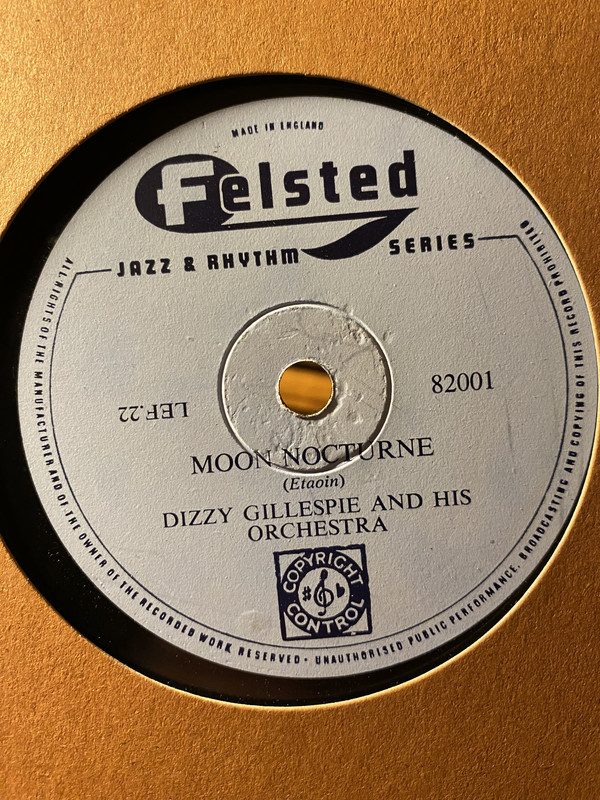 MADE IN ENGLAND
Felsted
JAZZ & RHYTHM SERIES
82001
LEF.22
MOON NOCTURNE
(Etaoin)
DIZZY GILLESPIE AND HIS
ORCHESTRA
COPYRIGHT
CONTROL
ALL RIGHTS OF THE MANUFACTURER AND OF THE OWNER OF THE RECORDED WORK RESERVED · UNAUTHORISED PUBLIC PERFORMANCE, BROADCASTING AND COPYING OF THIS RECORD PROHIBITED